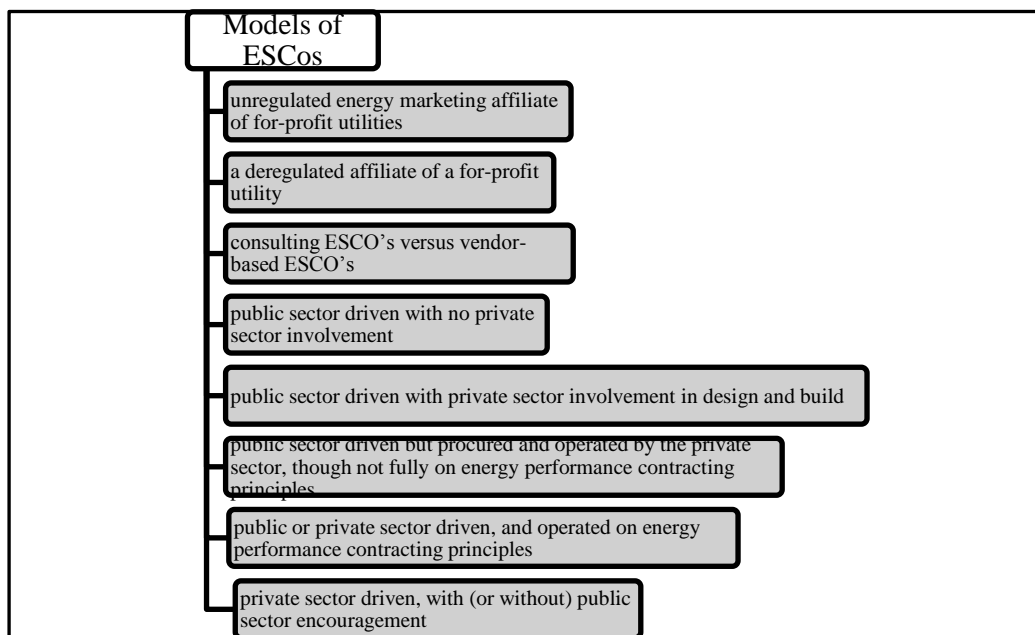 Models of
ESCos
unregulated energy marketing affiliate
of for-profit utilities
a deregulated affiliate of a for-profit
utility
consulting ESCO’s versus vendor-
based ESCO’s
public sector driven with no private
sector involvement
public sector driven with private sector involvement in design and build
public sector driven but procured and operated by the private
sector, though not fully on energy performance contracting
principles
public or private sector driven, and operated on energy
performance contracting principles
private sector driven, with (or without) public
sector encouragement